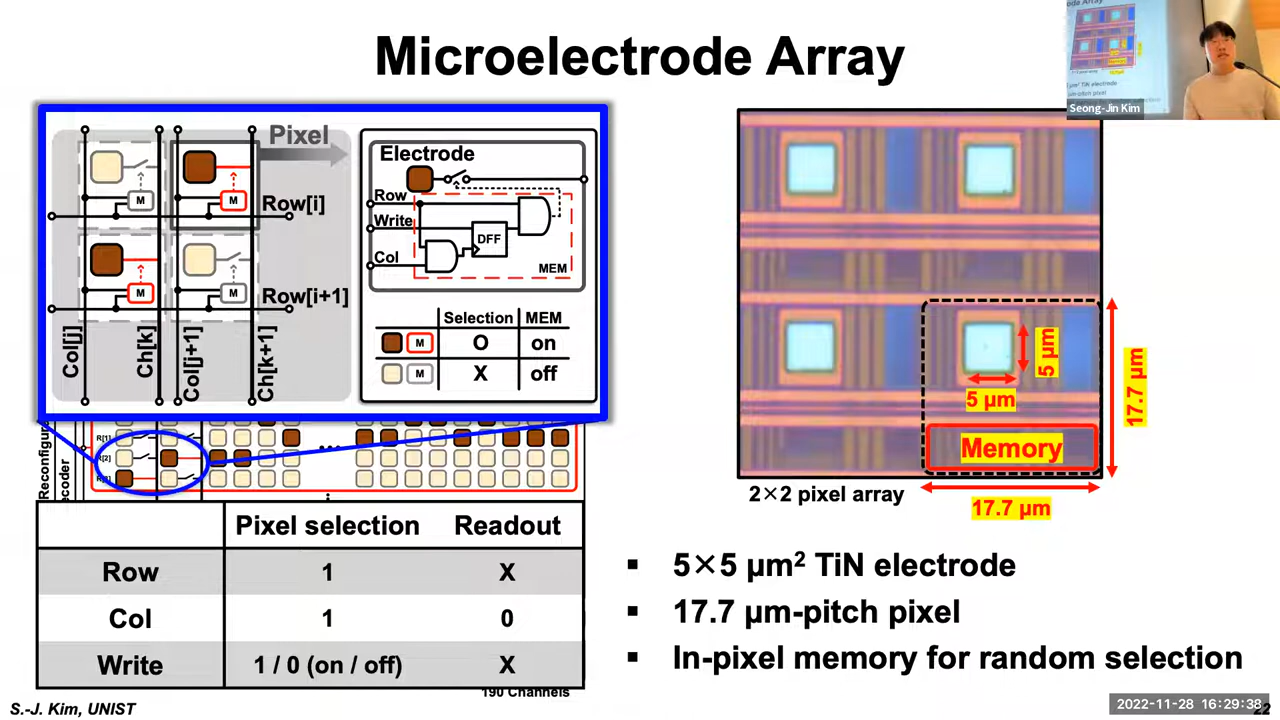 Microelectrode Array
Seong-Jin Kim
Pixel
M
M
Row[i]
M
M
Row[i+1]
Col[j]
Ch[k]
Col[j+1]
Ch[k+1]
Electrode
Row
Write
Col
DFF
MEM
Selection MEM
M O on
M X off
R[1]
R[2]
...
190 Channels
Pixel selection Readout
Row 1 X
Col 1 0
Write 1 / 0 (on / off) X
5 µm
5 µm
Memory
17.7 µm
17.7 µm
2×2 pixel array
▪ 5×5 µm² TiN electrode
▪ 17.7 µm-pitch pixel
▪ In-pixel memory for random selection
S.-J. Kim, UNIST
2022-11-28 16:29:38
22